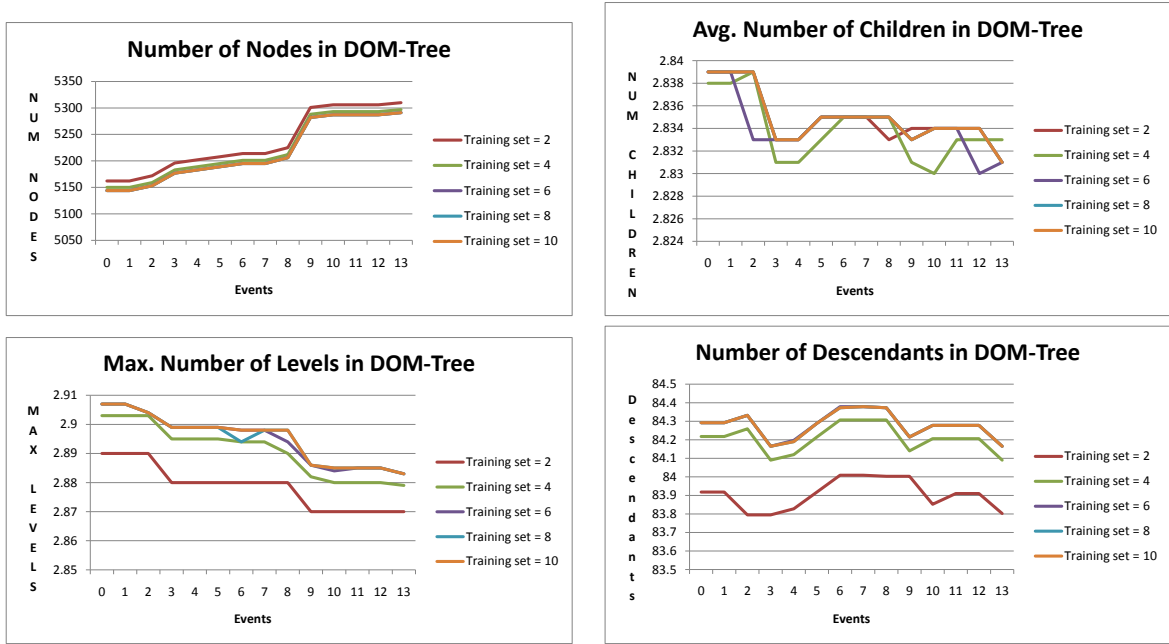 Number of Nodes in DOM-Tree
NUM NODES
5350
5300
5250
5200
5150
5100
5050
0 1 2 3 4 5 6 7 8 9 10 11 12 13
Events
Training set = 2
Training set = 4
Training set = 6
Training set = 8
Training set = 10
Avg. Number of Children in DOM-Tree
NUM CHILDREN
2.84
2.838
2.836
2.834
2.832
2.83
2.828
2.826
2.824
0 1 2 3 4 5 6 7 8 9 10 11 12 13
Events
Training set = 2
Training set = 4
Training set = 6
Training set = 8
Training set = 10
Max. Number of Levels in DOM-Tree
MAX LEVELS
2.91
2.9
2.89
2.88
2.87
2.86
2.85
0 1 2 3 4 5 6 7 8 9 10 11 12 13
Events
Training set = 2
Training set = 4
Training set = 6
Training set = 8
Training set = 10
Number of Descendants in DOM-Tree
Descendants
84.5
84.4
84.3
84.2
84.1
84
83.9
83.8
83.7
83.6
83.5
0 1 2 3 4 5 6 7 8 9 10 11 12 13
Events
Training set = 2
Training set = 4
Training set = 6
Training set = 8
Training set = 10